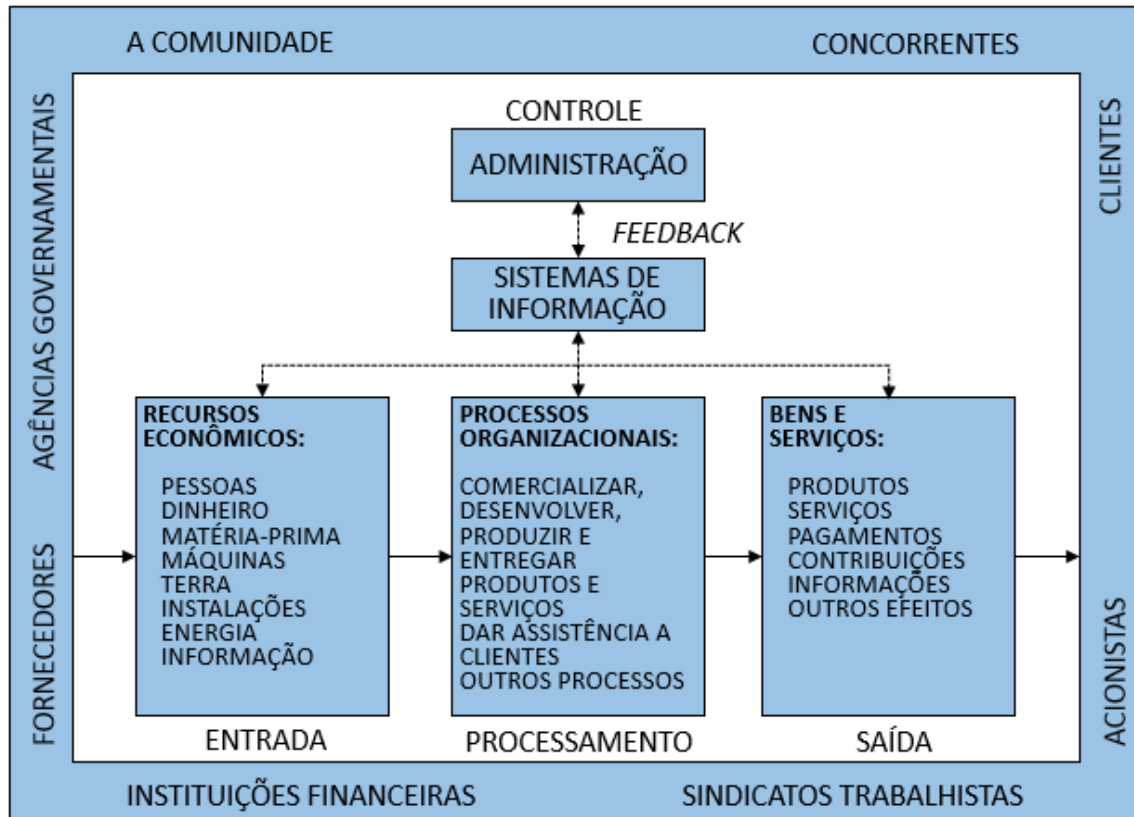 A COMUNIDADE
CONCORRENTES
AGÊNCIAS GOVERNAMENTAIS
FORNECEDORES
CLIENTES
ACIONISTAS
CONTROLE
ADMINISTRAÇÃO
FEEDBACK
SISTEMAS DE
INFORMAÇÃO
RECURSOS
ECONÔMICOS:
PESSOAS
DINHEIRO
MATÉRIA-PRIMA
MÁQUINAS
TERRA
INSTALAÇÕES
ENERGIA
INFORMAÇÃO
ENTRADA
PROCESSOS
ORGANIZACIONAIS:
COMERCIALIZAR,
DESENVOLVER,
PRODUZIR E
ENTREGAR
PRODUTOS E
SERVIÇOS
DAR ASSISTÊNCIA A
CLIENTES
OUTROS PROCESSOS
PROCESSAMENTO
BENS E
SERVIÇOS:
PRODUTOS
SERVIÇOS
PAGAMENTOS
CONTRIBUIÇÕES
INFORMAÇÕES
OUTROS EFEITOS
SAÍDA
INSTITUIÇÕES FINANCEIRAS
SINDICATOS TRABALHISTAS